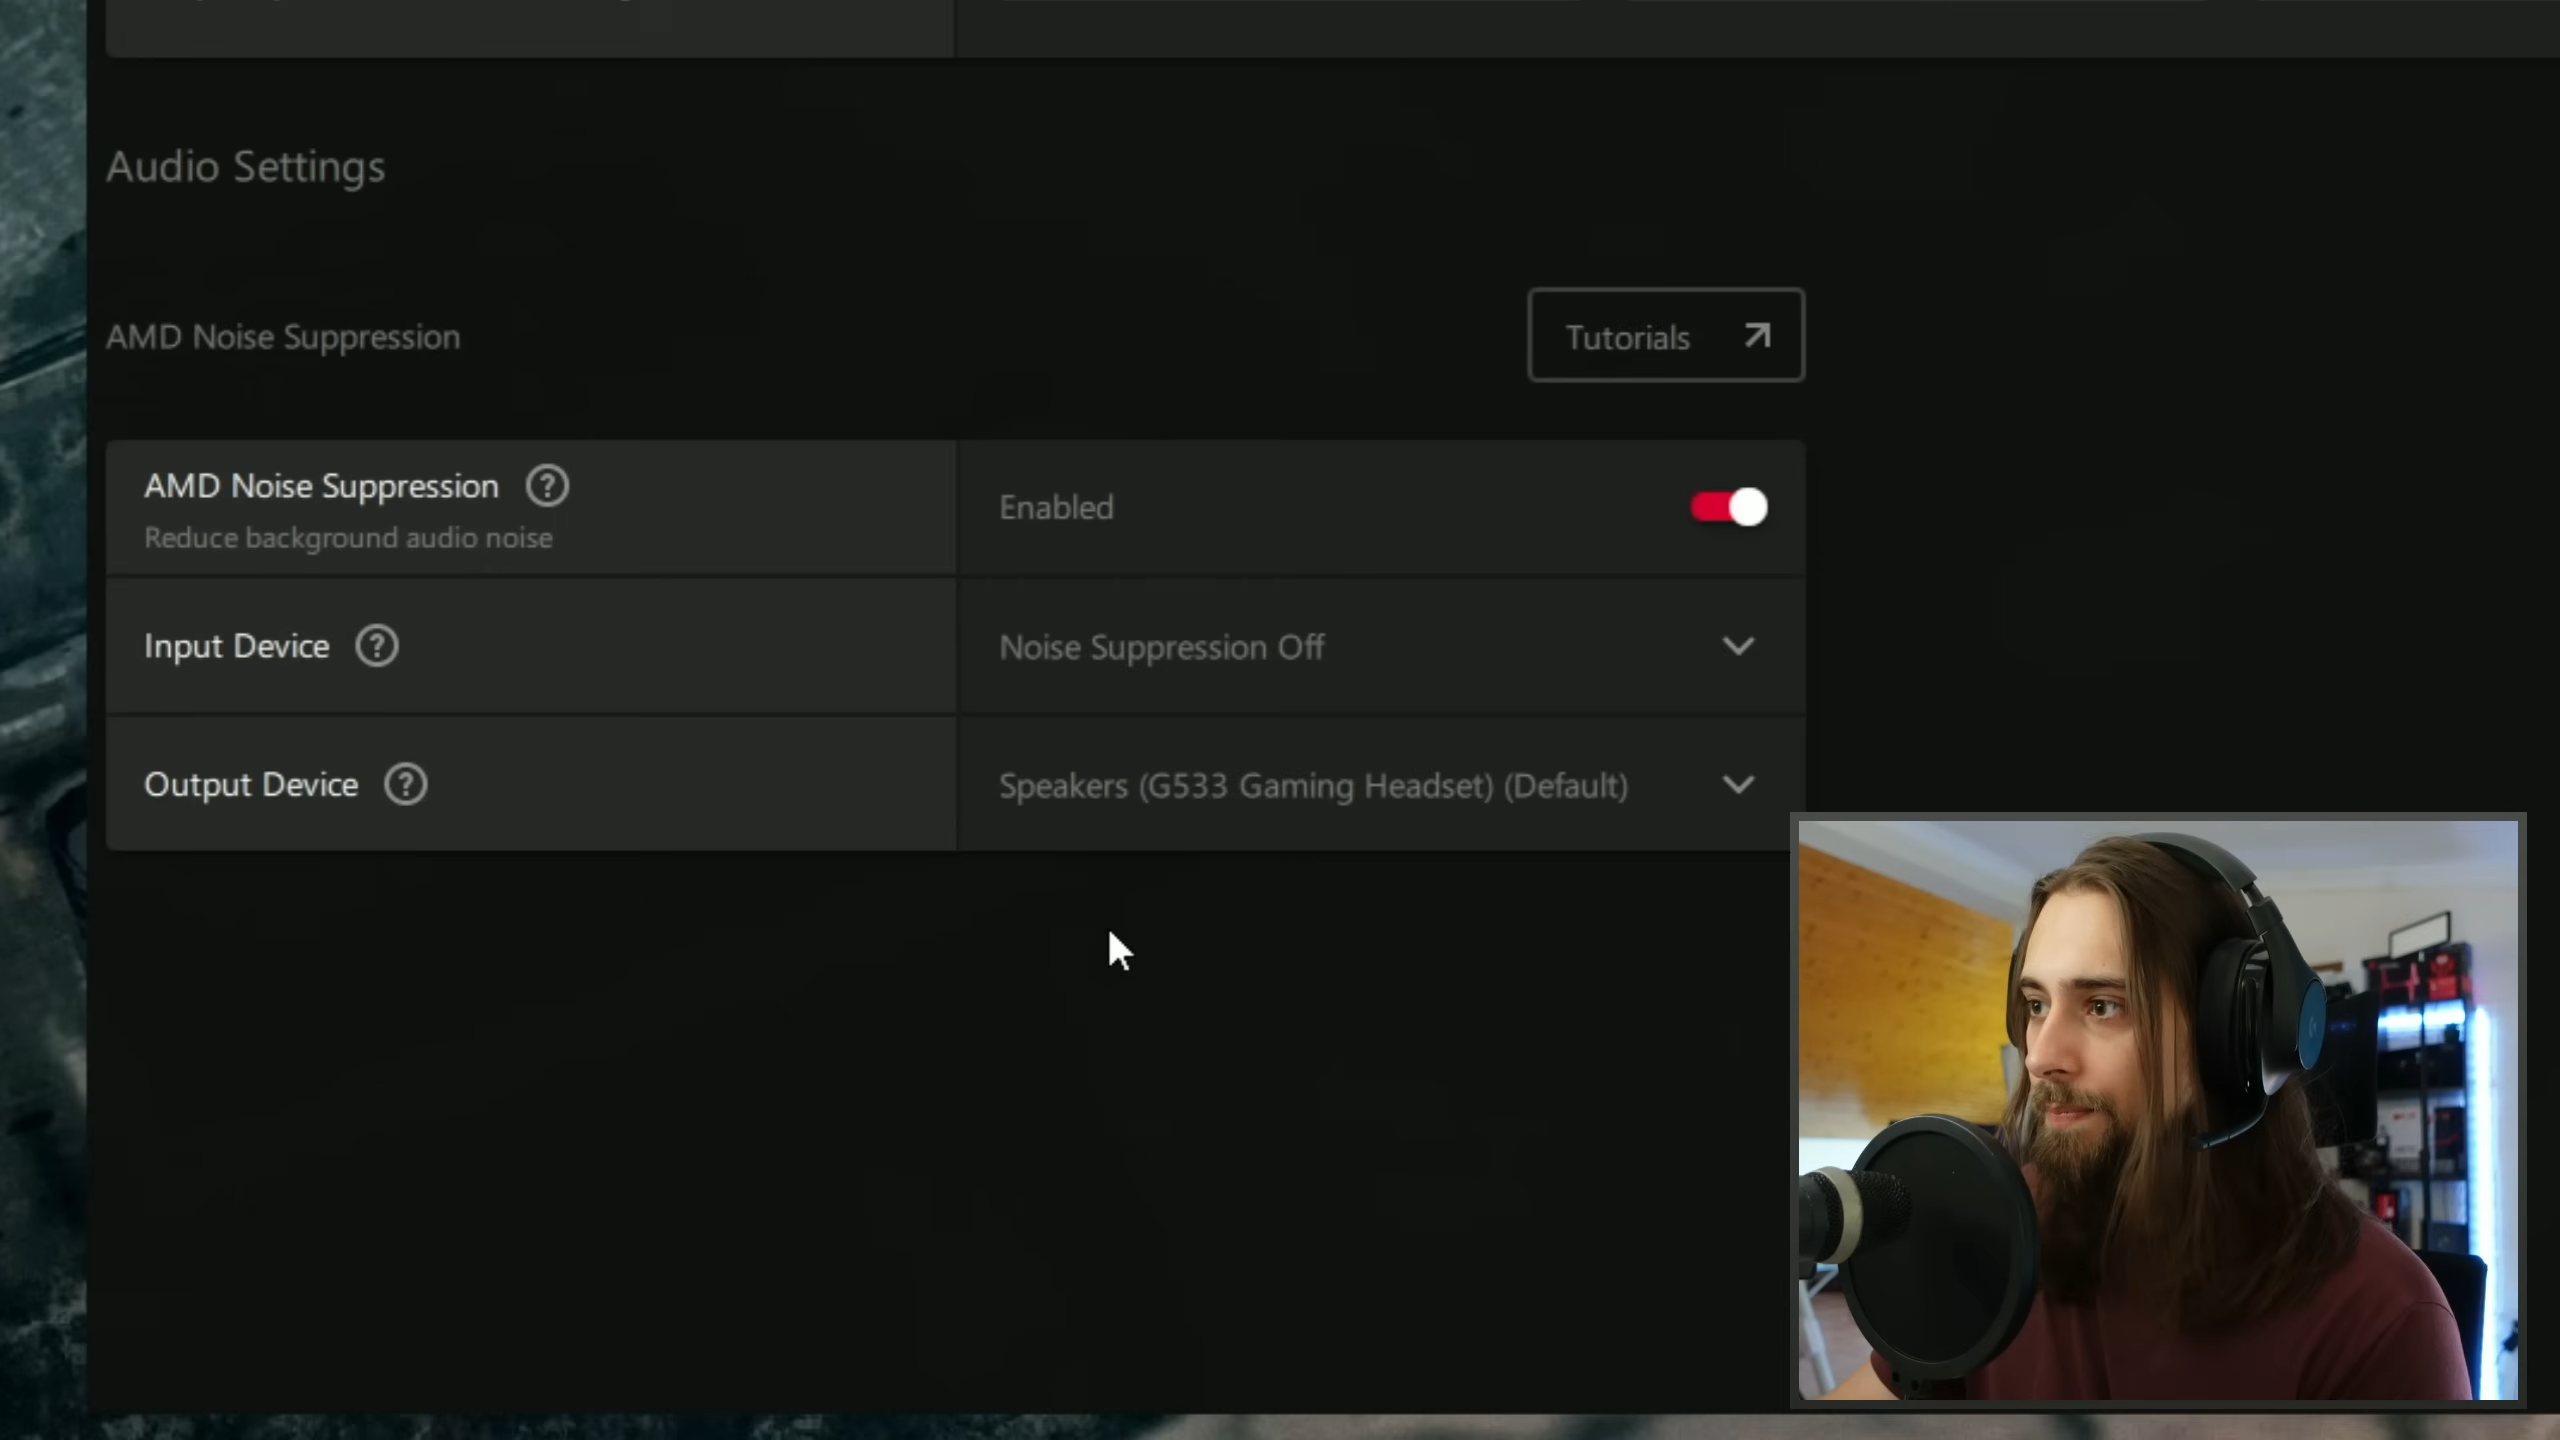 Audio Settings
AMD Noise Suppression
Tutorials
AMD Noise Suppression
Reduce background audio noise
Enabled
Input Device
Noise Suppression Off
Output Device
Speakers (G533 Gaming Headset) (Default)